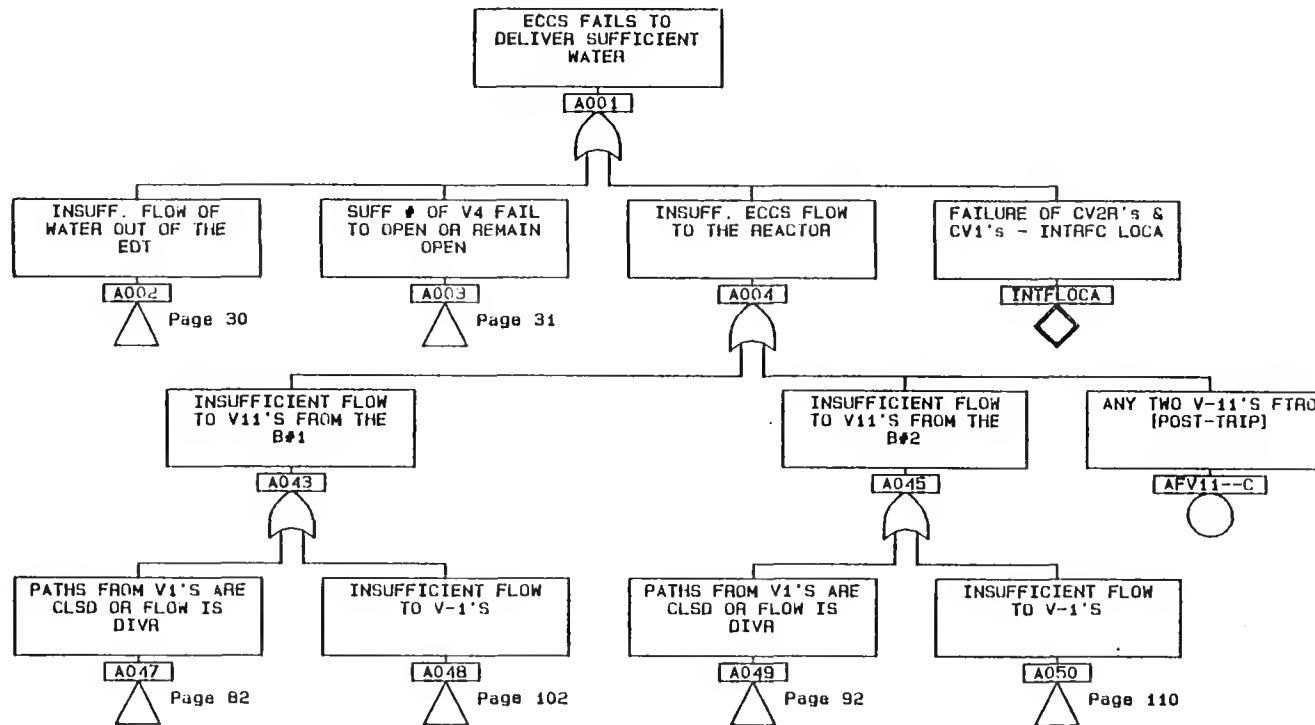 ECCS FAILS TO
DELIVER SUFFICIENT
WATER
A001
INSUFF. FLOW OF
WATER OUT OF THE
EDT
A002
Page 30
SUFF # OF V4 FAIL
TO OPEN OR REMAIN
OPEN
A003
Page 31
INSUFF. ECCS FLOW
TO THE REACTOR
A004
FAILURE OF CV2R's &
CV1's - INTRFC LOCA
INTFLOCA
INSUFFICIENT FLOW
TO V11'S FROM THE
B#1
A043
INSUFFICIENT FLOW
TO V11'S FROM THE
B#2
A045
ANY TWO V-11'S FTRO
[POST-TRIP]
AFV11--C
PATHS FROM V1'S ARE
CLSD OR FLOW IS
DIVR
A047
Page 82
INSUFFICIENT FLOW
TO V-1'S
A048
Page 102
PATHS FROM V1'S ARE
CLSD OR FLOW IS
DIVR
A049
Page 92
INSUFFICIENT FLOW
TO V-1'S
A050
Page 110